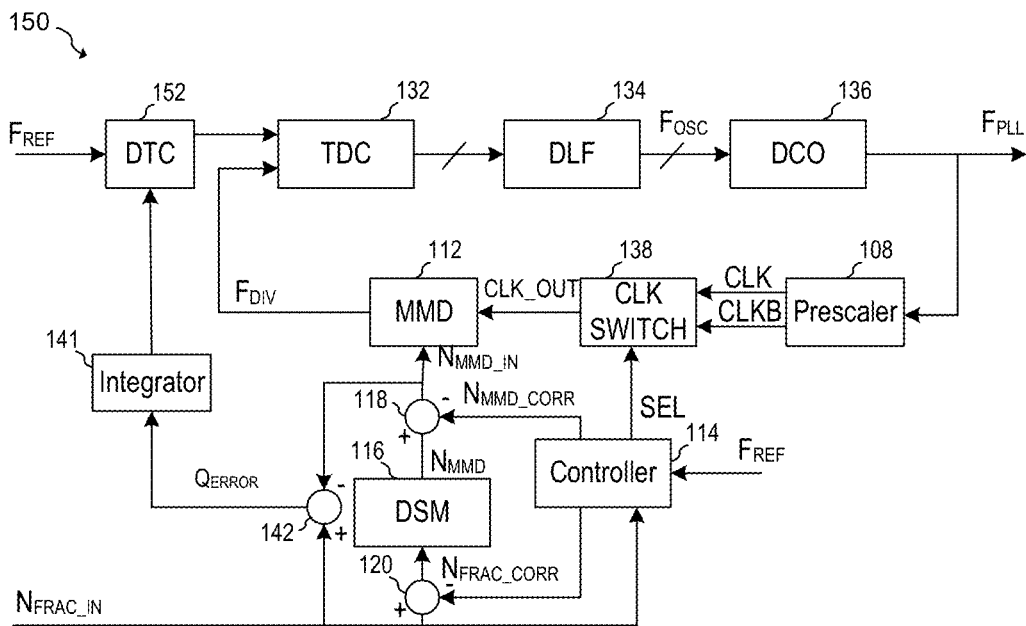 150
152
132
134
136
FREF
DTC
TDC
DLF
FOSC
DCO
FPLL
112
138
108
FDIV
MMD
CLK_OUT
CLK
SWITCH
CLK
CLKB
Prescaler
141
Integrator
NMMD_IN
118
-
+
NMMD_CORR
SEL
114
Controller
FREF
116
NMMD
DSM
QERROR
142
-
+
120
-
+
NFRAC_CORR
NFRAC_IN